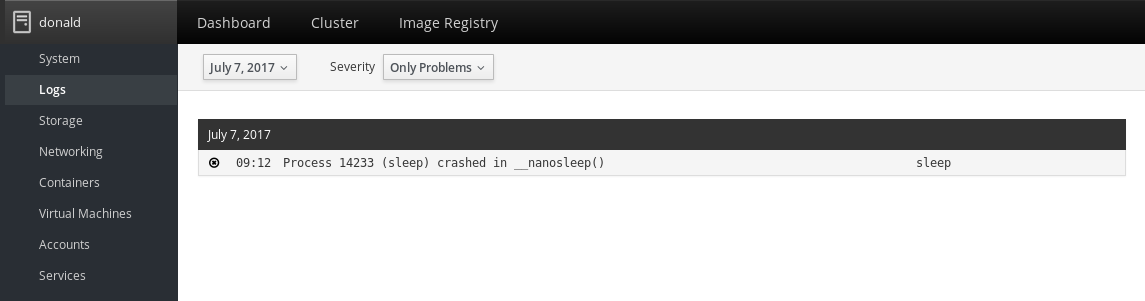 donald Dashboard Cluster Image Registry
System
July 7, 2017 Severity Only Problems
Logs
Storage
Networking
Containers
Virtual Machines
Accounts
Services
July 7, 2017
09:12 Process 14233 (sleep) crashed in __nanosleep() sleep